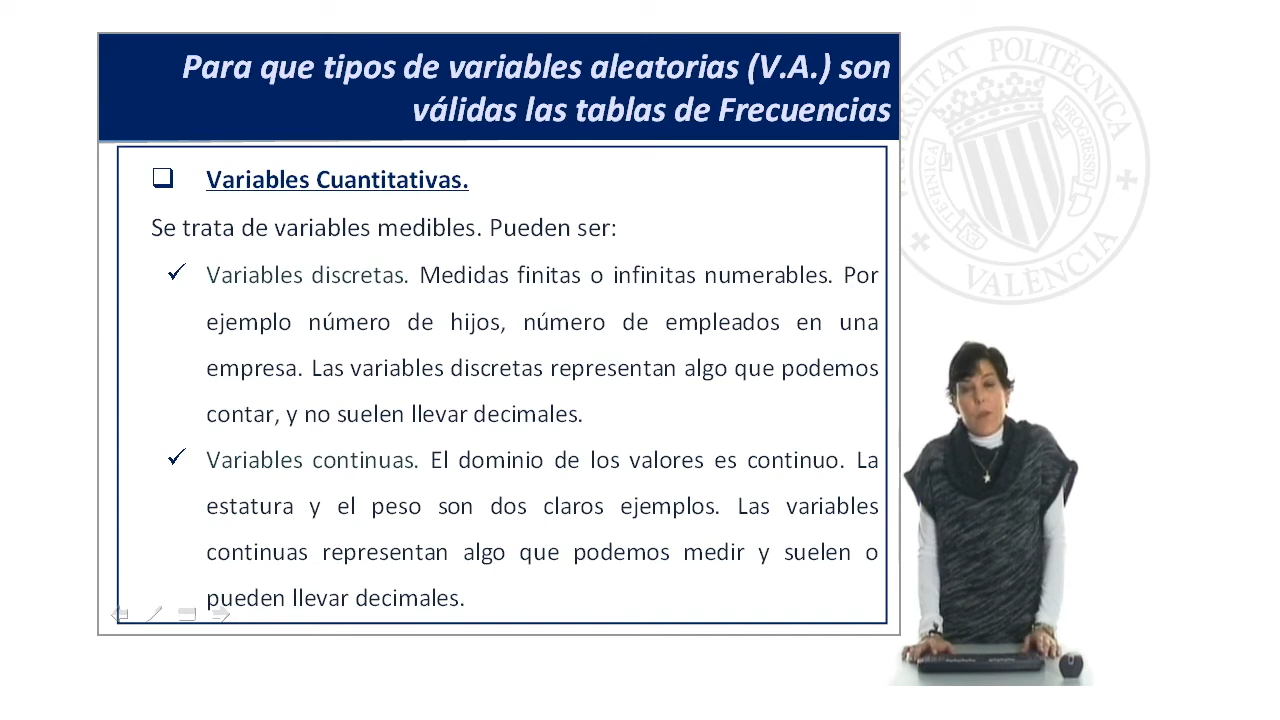 Para que tipos de variables aleatorias (V.A.) son
válidas las tablas de Frecuencias
Variables Cuantitativas.
Se trata de variables medibles. Pueden ser:
Variables discretas. Medidas finitas o infinitas numerables. Por
ejemplo número de hijos, número de empleados en una
empresa. Las variables discretas representan algo que podemos
contar, y no suelen llevar decimales.
Variables continuas. El dominio de los valores es continuo. La
estatura y el peso son dos claros ejemplos. Las variables
continuas representan algo que podemos medir y suelen o
pueden llevar decimales.
POLITÈCNICA
VALÈNCIA
TECHNICA
EX
PROGRESSIO